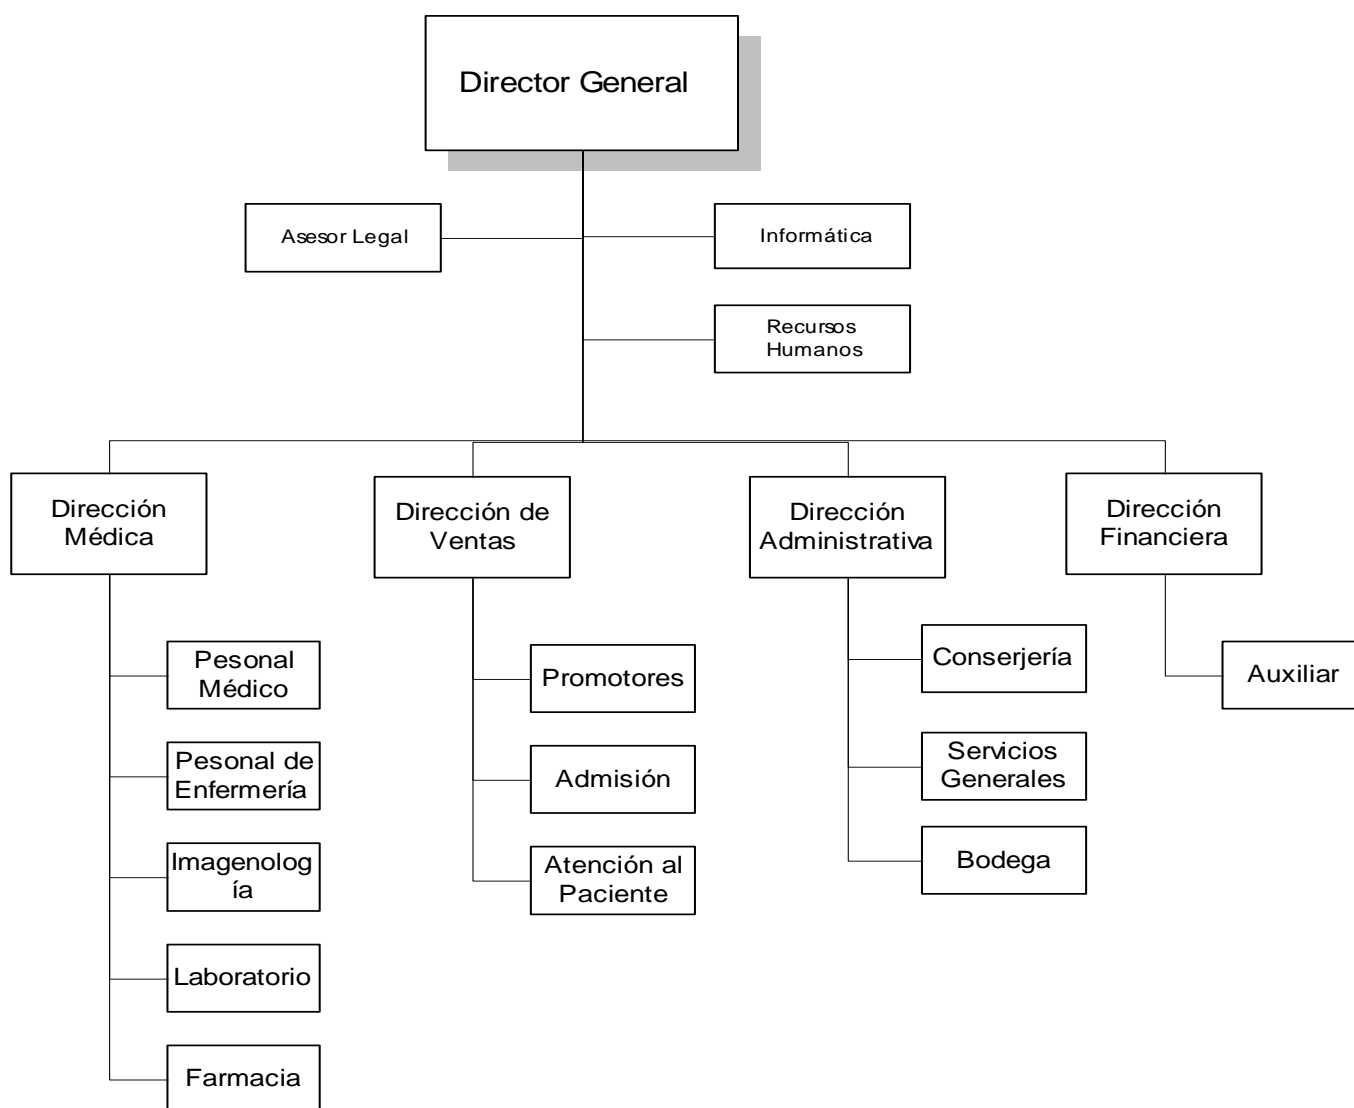 Director General
Asesor Legal
Informática
Recursos
Humanos
Dirección
Médica
Dirección de
Ventas
Dirección
Administrativa
Dirección
Financiera
Pesonal
Médico
Pesonal de
Enfermería
Imagenolog
ía
Laboratorio
Farmacia
Promotores
Admisión
Atención al
Paciente
Conserjería
Servicios
Generales
Bodega
Auxiliar